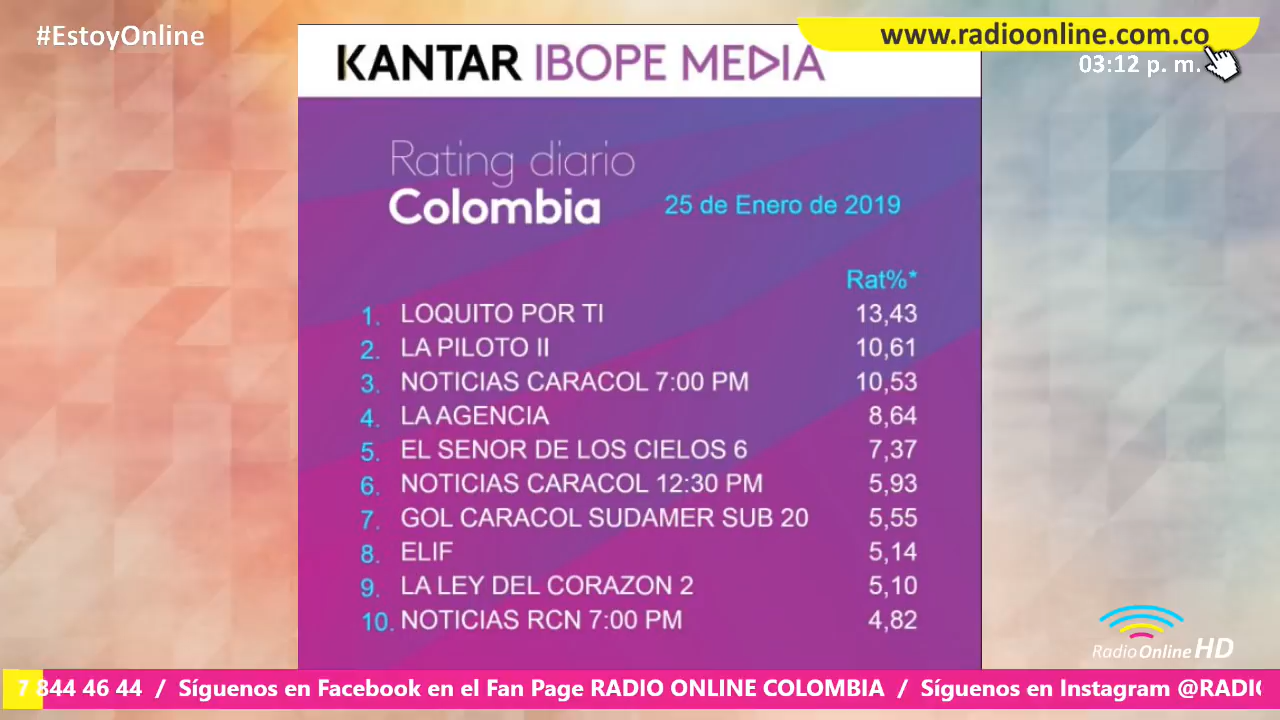 #EstoyOnline
www.radioonline.com.co
03:12 p. m.
KANTAR IBOPE MEDIA
Rating diario
Colombia
25 de Enero de 2019
Rat%*
1. LOQUITO POR TI 13,43
2. LA PILOTO II 10,61
3. NOTICIAS CARACOL 7:00 PM 10,53
4. LA AGENCIA 8,64
5. EL SENOR DE LOS CIELOS 6 7,37
6. NOTICIAS CARACOL 12:30 PM 5,93
7. GOL CARACOL SUDAMER SUB 20 5,55
8. ELIF 5,14
9. LA LEY DEL CORAZON 2 5,10
10. NOTICIAS RCN 7:00 PM 4,82
Radio Online HD
7 844 46 44 / Síguenos en Facebook en el Fan Page RADIO ONLINE COLOMBIA / Síguenos en Instagram @RADIO